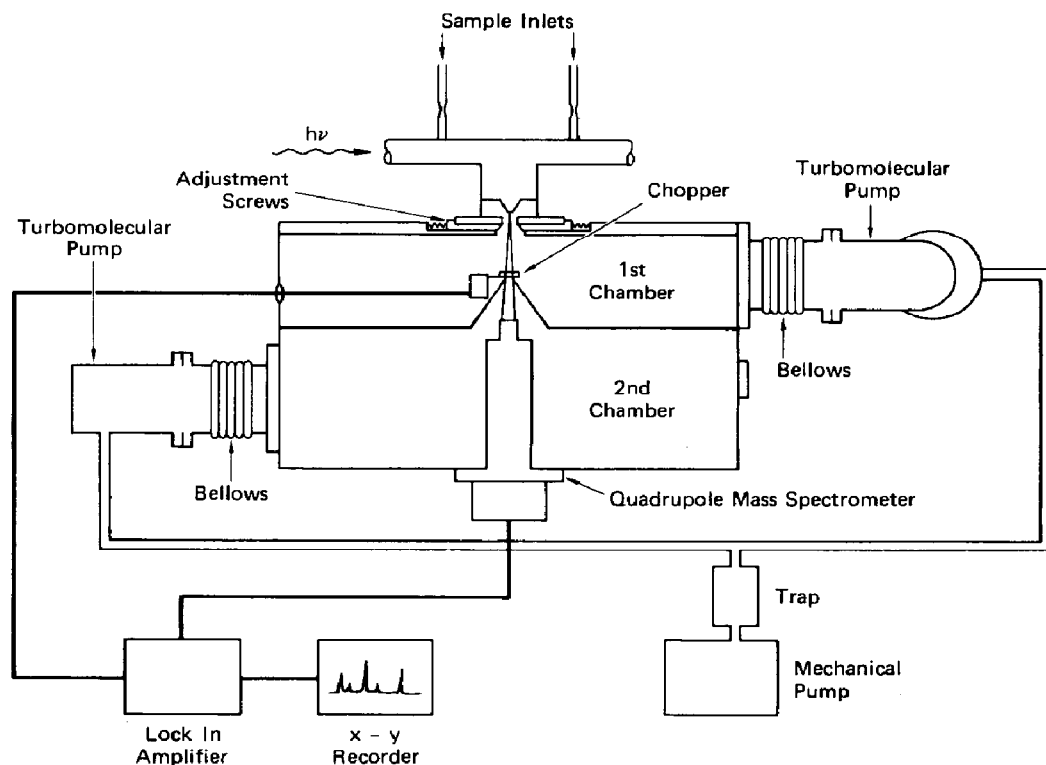 Sample Inlets
hν
Adjustment
Screws
Chopper
Turbomolecular
Pump
Turbomolecular
Pump
1st
Chamber
Bellows
2nd
Chamber
Bellows
Quadrupole Mass Spectrometer
Trap
Mechanical
Pump
Lock In
Amplifier
x - y
Recorder